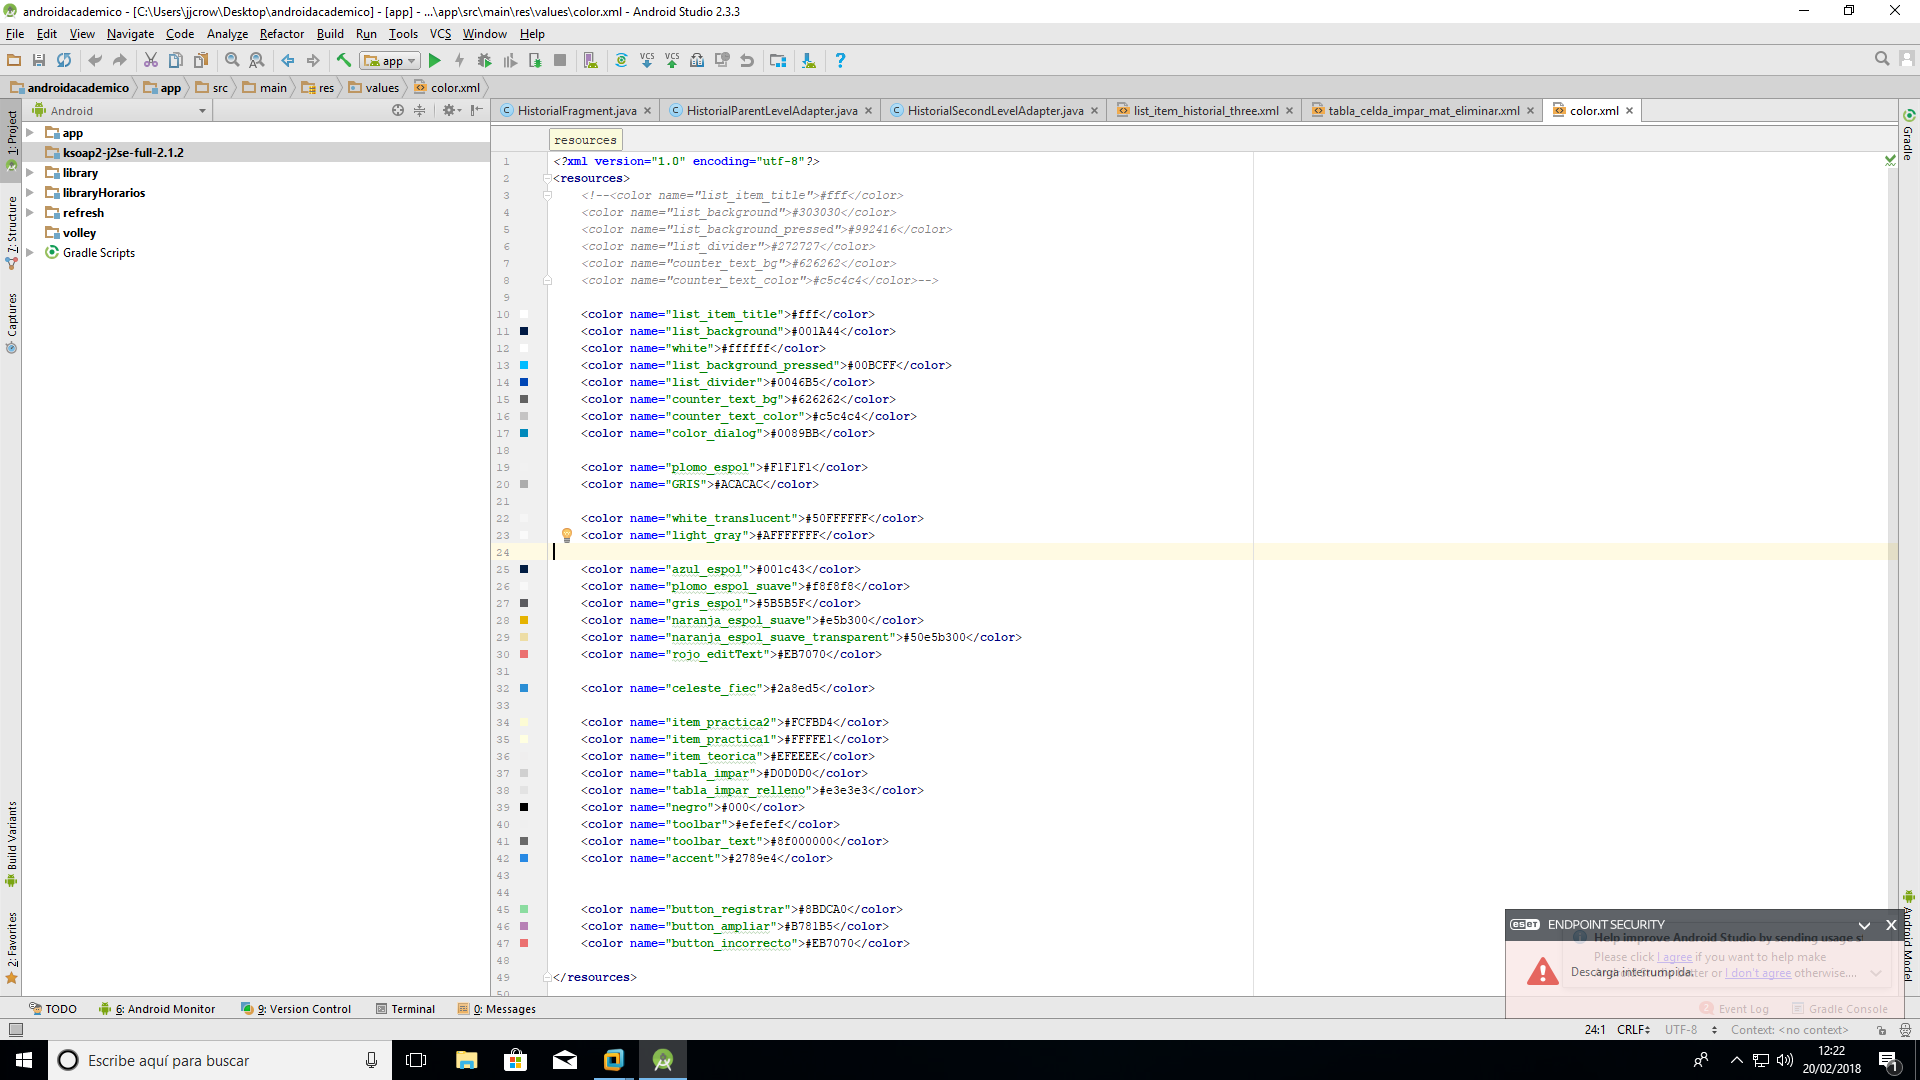 androidacademico - [C:\Users\jjcrow\Desktop\androidacademico] - [app] - ...\app\src\main\res\values\color.xml - Android Studio 2.3.3
File Edit View Navigate Code Analyze Refactor Build Run Tools VCS Window Help
app
androidacademico app src main res values color.xml
Android
HistorialFragment.java HistorialParentLevelAdapter.java HistorialSecondLevelAdapter.java list_item_historial_three.xml tabla_celda_impar_mat_eliminar.xml color.xml
1: Project
7: Structure
Captures
Build Variants
2: Favorites
app
ksoap2-j2se-full-2.1.2
library
libraryHorarios
refresh
volley
Gradle Scripts
resources
1 <?xml version="1.0" encoding="utf-8"?>
2 <resources>
3 <!--<color name="list_item_title">#fff</color>
4 <color name="list_background">#303030</color>
5 <color name="list_background_pressed">#992416</color>
6 <color name="list_divider">#272727</color>
7 <color name="counter_text_bg">#626262</color>
8 <color name="counter_text_color">#c5c4c4</color>-->
9
10 <color name="list_item_title">#fff</color>
11 <color name="list_background">#001A44</color>
12 <color name="white">#ffffff</color>
13 <color name="list_background_pressed">#00BCFF</color>
14 <color name="list_divider">#0046B5</color>
15 <color name="counter_text_bg">#626262</color>
16 <color name="counter_text_color">#c5c4c4</color>
17 <color name="color_dialog">#0089BB</color>
18
19 <color name="plomo_espol">#F1F1F1</color>
20 <color name="GRIS">#ACACAC</color>
21
22 <color name="white_translucent">#50FFFFFF</color>
23 <color name="light_gray">#AFFFFFFF</color>
24
25 <color name="azul_espol">#001c43</color>
26 <color name="plomo_espol_suave">#f8f8f8</color>
27 <color name="gris_espol">#5B5B5F</color>
28 <color name="naranja_espol_suave">#e5b300</color>
29 <color name="naranja_espol_suave_transparent">#50e5b300</color>
30 <color name="rojo_editText">#EB7070</color>
31
32 <color name="celeste_fiec">#2a8ed5</color>
33
34 <color name="item_practica2">#FCFBD4</color>
35 <color name="item_practica1">#FFFFE1</color>
36 <color name="item_teorica">#EFEEEE</color>
37 <color name="tabla_impar">#D0D0D0</color>
38 <color name="tabla_impar_relleno">#e3e3e3</color>
39 <color name="negro">#000</color>
40 <color name="toolbar">#efefef</color>
41 <color name="toolbar_text">#8f000000</color>
42 <color name="accent">#2789e4</color>
43
44
45 <color name="button_registrar">#8BDCA0</color>
46 <color name="button_ampliar">#B781B5</color>
47 <color name="button_incorrecto">#EB7070</color>
48
49 </resources>
50
Gradle
Android Model
eset ENDPOINT SECURITY
Help improve Android Studio by sending usage s
Please click I agree if you want to help make
Descarga interrumpida.
or I don't agree otherwise....
TODO 6: Android Monitor 9: Version Control Terminal 0: Messages
2 Event Log Gradle Console
24:1 CRLF UTF-8 Context: <no context>
Escribe aquí para buscar
12:22
20/02/2018
1